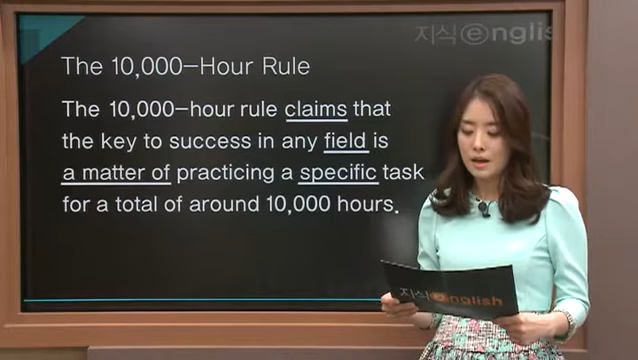 지식ⓔnglis
The 10,000-Hour Rule
The 10,000-hour rule claims that
the key to success in any field is
a matter of practicing a specific task
for a total of around 10,000 hours.
지식ⓔnglish